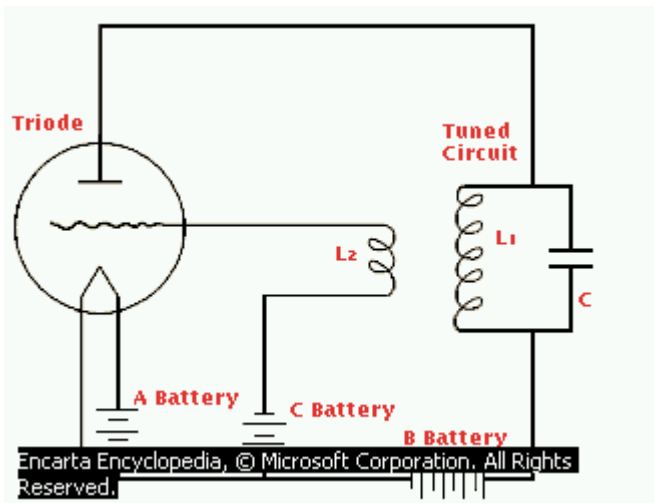 Triode
Tuned
Circuit
L2
L1
C
A Battery
C Battery
B Battery
Encarta Encyclopedia, © Microsoft Corporation. All Rights
Reserved.